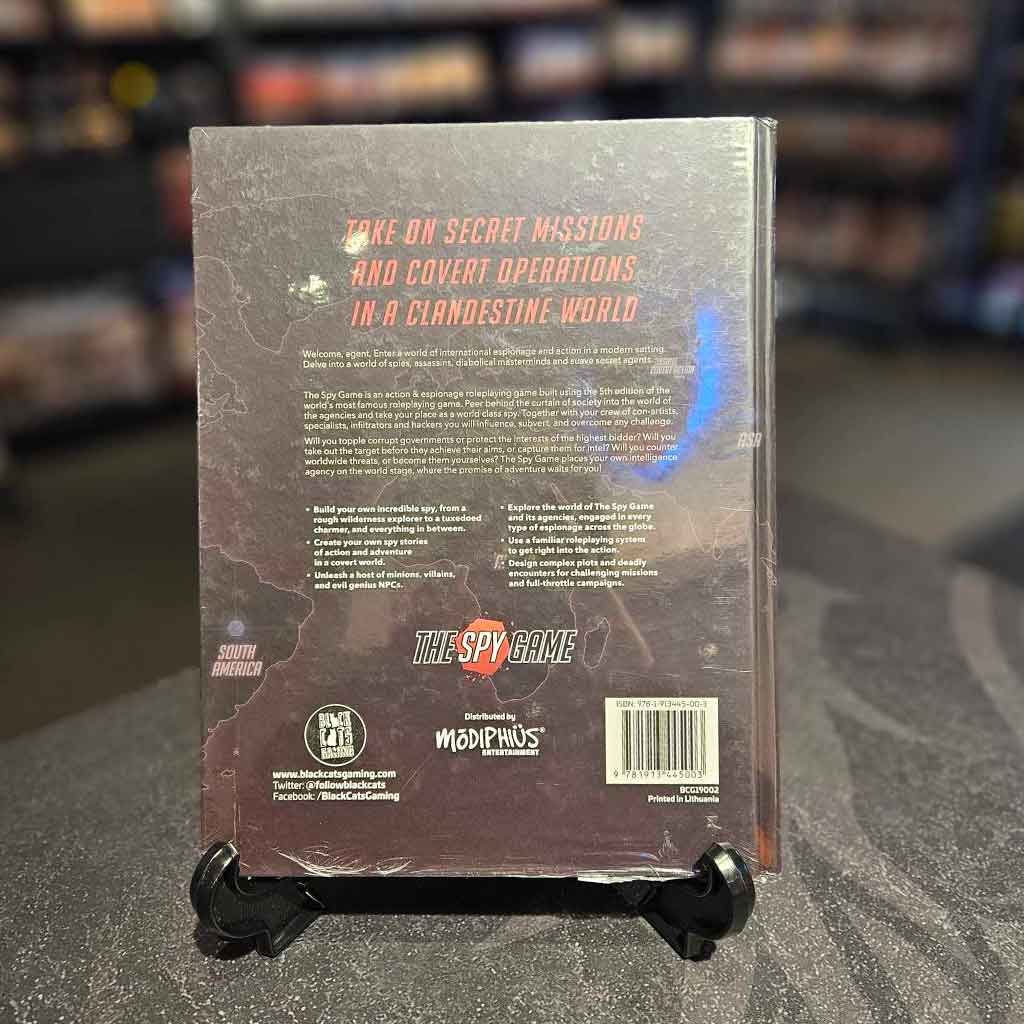 TAKE ON SECRET MISSIONS
AND COVERT OPERATIONS
IN A CLANDESTINE WORLD
Welcome, agent. Enter a world of international espionage and action in a modern setting.
Delve into a world of spies, assassins, diabolical masterminds and suave secret agents.
COVERT ACTION
The Spy Game is an action & espionage roleplaying game built using the 5th edition of the
world's most famous roleplaying game. Peer behind the curtain of society into the world of
the agencies and take your place as a world class spy. Together with your crew of con-artists,
specialists, infiltrators and hackers you will influence, subvert, and overcome any challenge.
Will you topple corrupt governments or protect the interests of the highest bidder? Will you
take out the target before they achieve their aims, or capture them for intel? Will you counter
worldwide threats, or become them yourselves? The Spy Game places your own intelligence
agency on the world stage, where the promise of adventure waits for you!
ASIA
• Build your own incredible spy, from a
rough wilderness explorer to a tuxedoed
charmer, and everything in between.
• Create your own spy stories
of action and adventure
in a covert world.
• Unleash a host of minions, villains,
and evil genius NPCs.
• Explore the world of The Spy Game
and its agencies, engaged in every
type of espionage across the globe.
• Use a familiar roleplaying system
to get right into the action.
• Design complex plots and deadly
encounters for challenging missions
and full-throttle campaigns.
SOUTH
AMERICA
THE SPY GAME
BLACK
CATS
GAMING
www.blackcatsgaming.com
Twitter: @followblackcats
Facebook: /BlackCatsGaming
Distributed by
MŌDIPHIÜS®
ENTERTAINMENT
ISBN: 978-1-913445-00-3
9 781913 445003
BCG19002
Printed in Lithuania